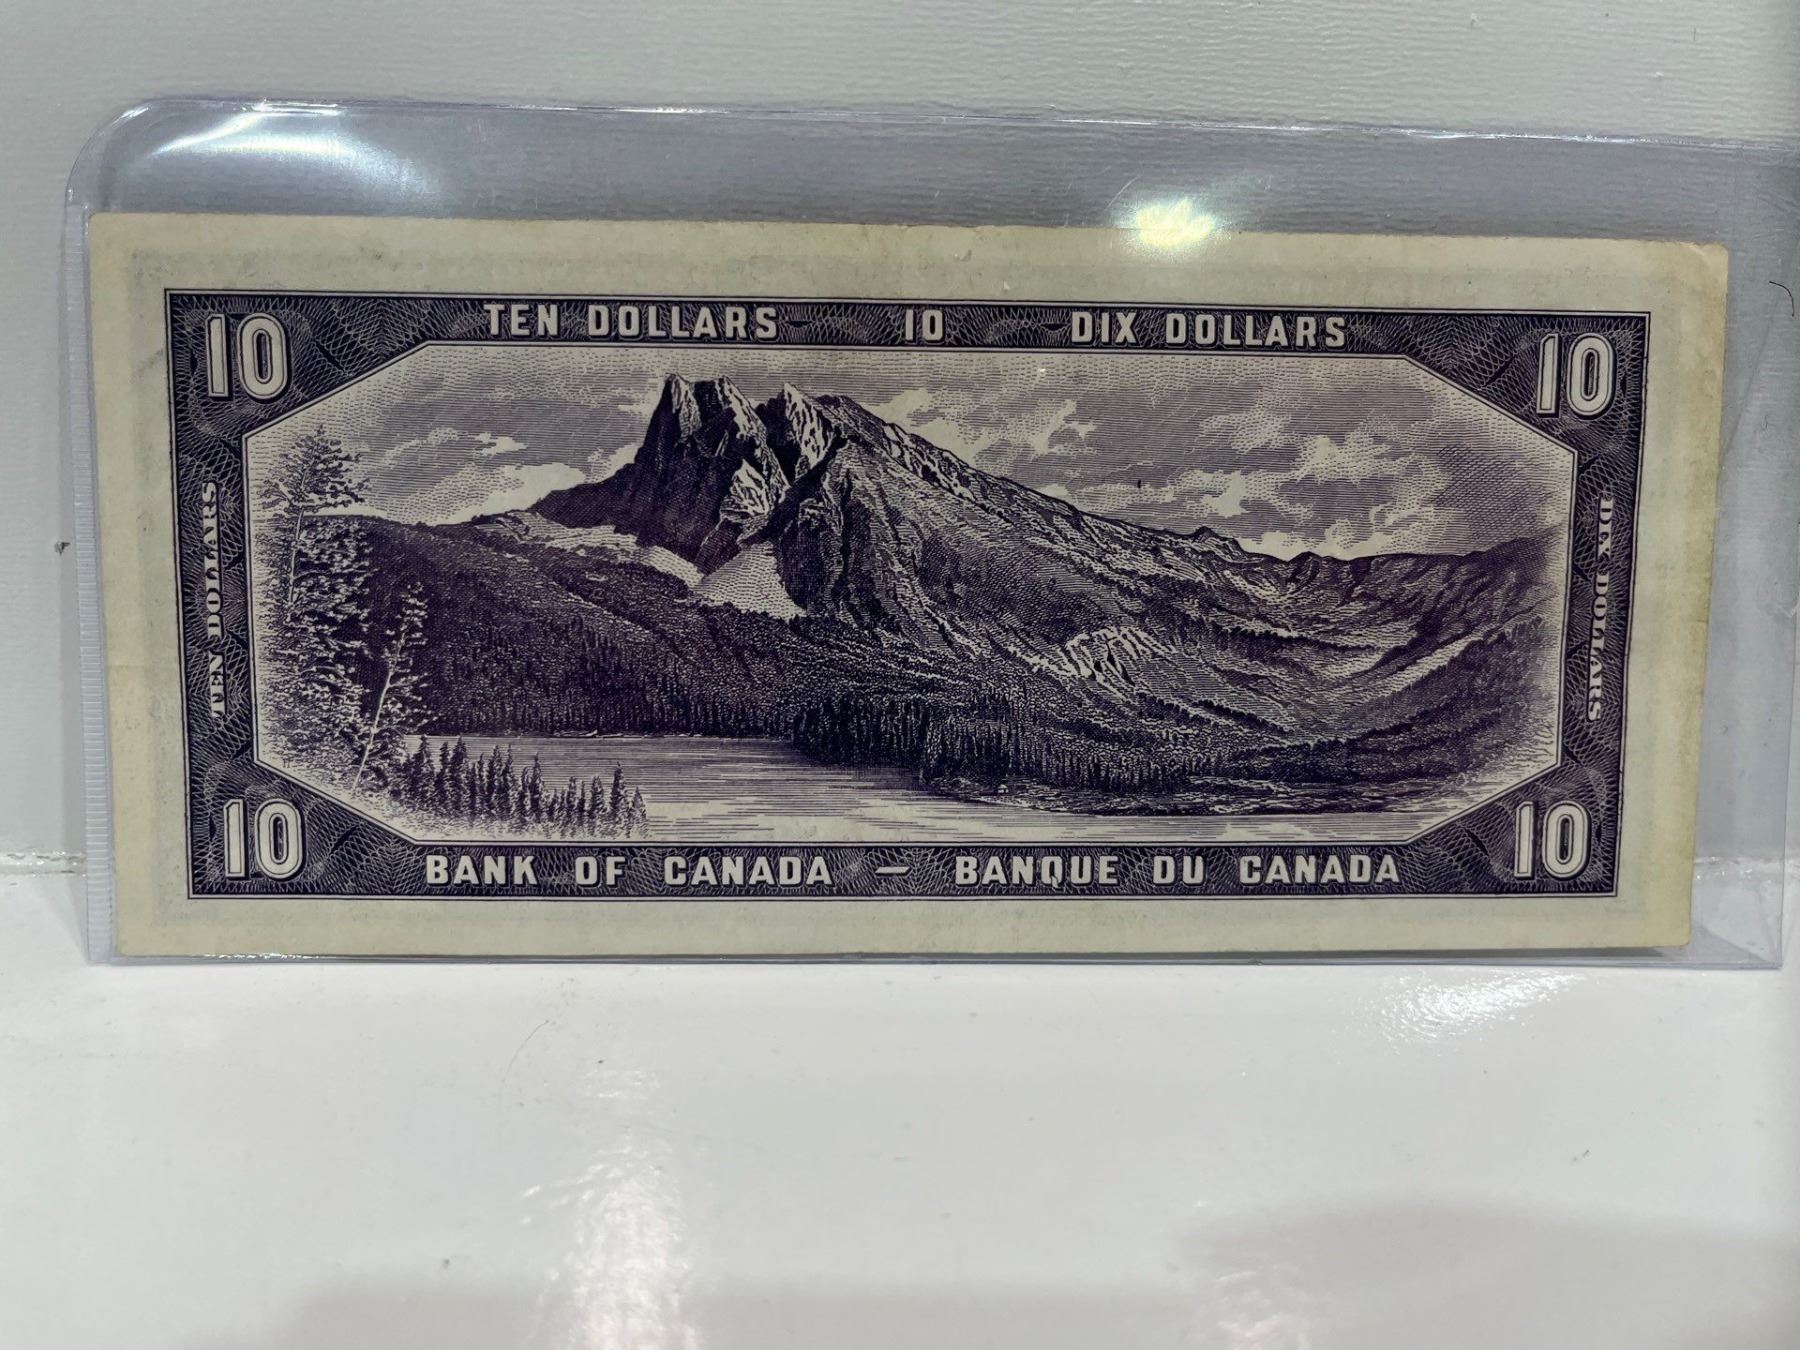 10 TEN DOLLARS 10 DIX DOLLARS 10
TEN DOLLARS
DIX DOLLARS
10 BANK OF CANADA — BANQUE DU CANADA 10